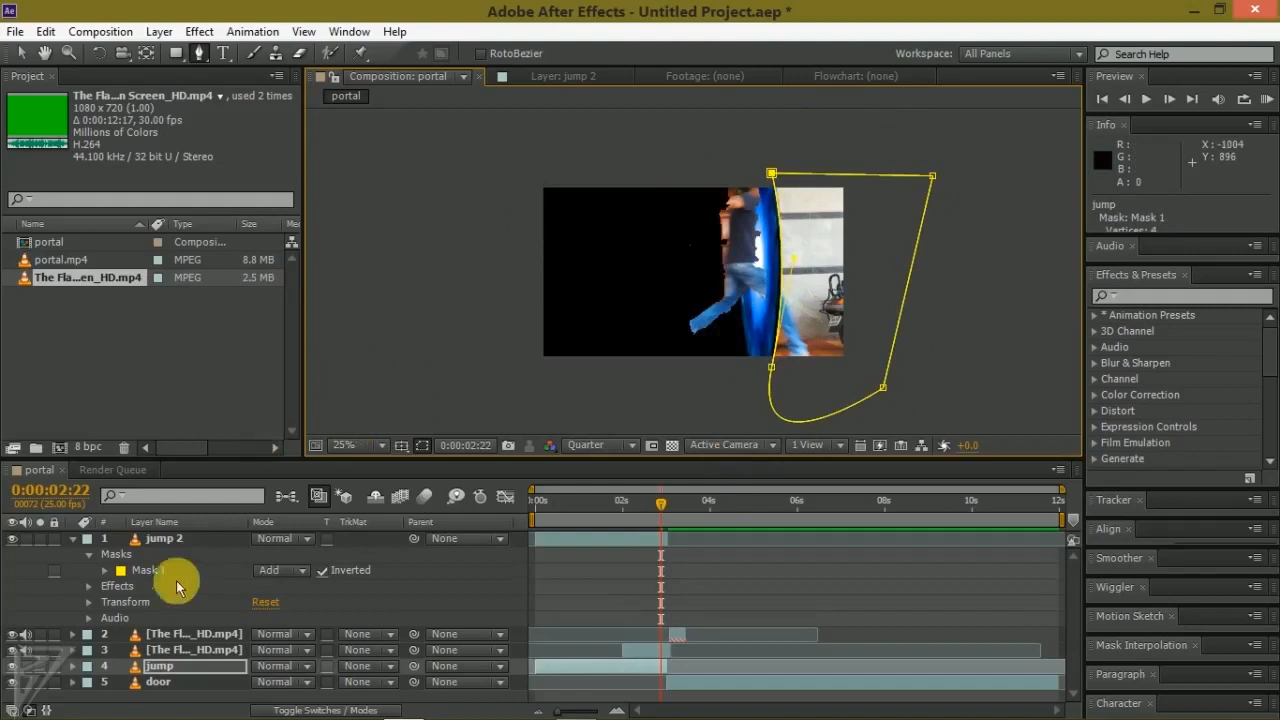 Ae Adobe After Effects - Untitled Project.aep *
File Edit Composition Layer Effect Animation View Window Help
RotoBezier Workspace: All Panels Search Help
Project Composition: portal Layer: jump 2 Footage: (none) Flowchart: (none) Preview
portal
The Fla...n Screen_HD.mp4 , used 2 times
1080 x 720 (1.00)
Δ 0:00:12:17, 30.00 fps
Millions of Colors
H.264
44.100 kHz / 32 bit U / Stereo
Info
R : X : -1004
G : Y : 896
B :
A : 0
jump
Mask: Mask 1
Vertices: 4
Name Type Size Me
portal Composi...
portal.mp4 MPEG 8.8 MB
The Fla...en_HD.mp4 MPEG 2.5 MB
Audio
Effects & Presets
* Animation Presets
3D Channel
Audio
Blur & Sharpen
Channel
Color Correction
Distort
Expression Controls
Film Emulation
Generate
8 bpc 25% 0:00:02:22 Quarter Active Camera 1 View +0.0
portal Render Queue
0:00:02:22
00072 (25.00 fps)
:00s 02s 04s 06s 08s 10s 12s
# Layer Name Mode T TrkMat Parent
1 jump 2 Normal None
Masks
Mask 1 Add Inverted
Effects
Transform Reset
Audio
2 [The Fl..._HD.mp4] Normal None None
3 [The Fl..._HD.mp4] Normal None None
4 jump Normal None None
5 door Normal None None
Toggle Switches / Modes
Tracker
Align
Smoother
Wiggler
Motion Sketch
Mask Interpolation
Paragraph
Character